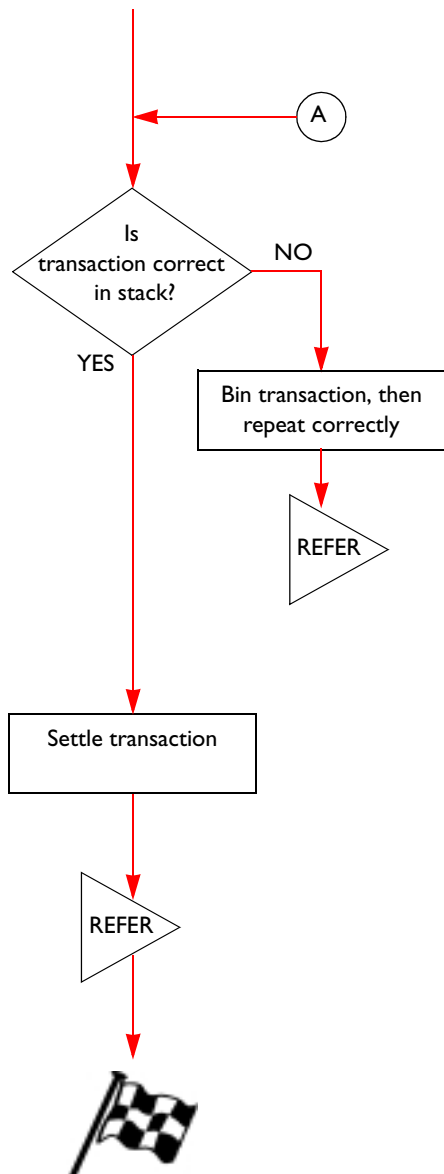 A
Is
transaction correct
in stack?
NO
YES
Bin transaction, then
repeat correctly
REFER
Settle transaction
REFER